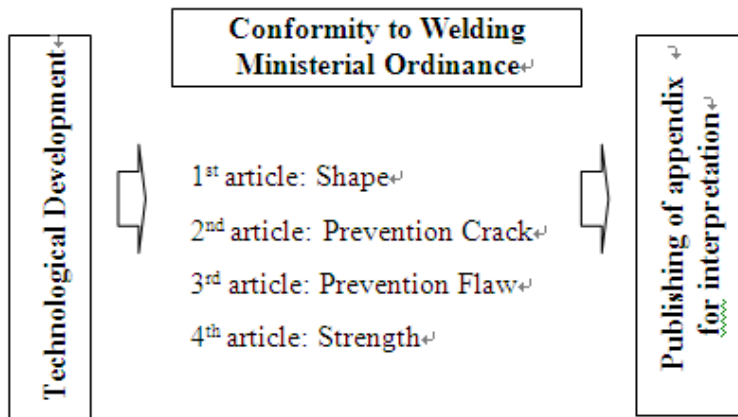 Technological Development
Conformity to Welding
Ministerial Ordinance
1st article: Shape
2nd article: Prevention Crack
3rd article: Prevention Flaw
4th article: Strength
Publishing of appendix
for interpretation